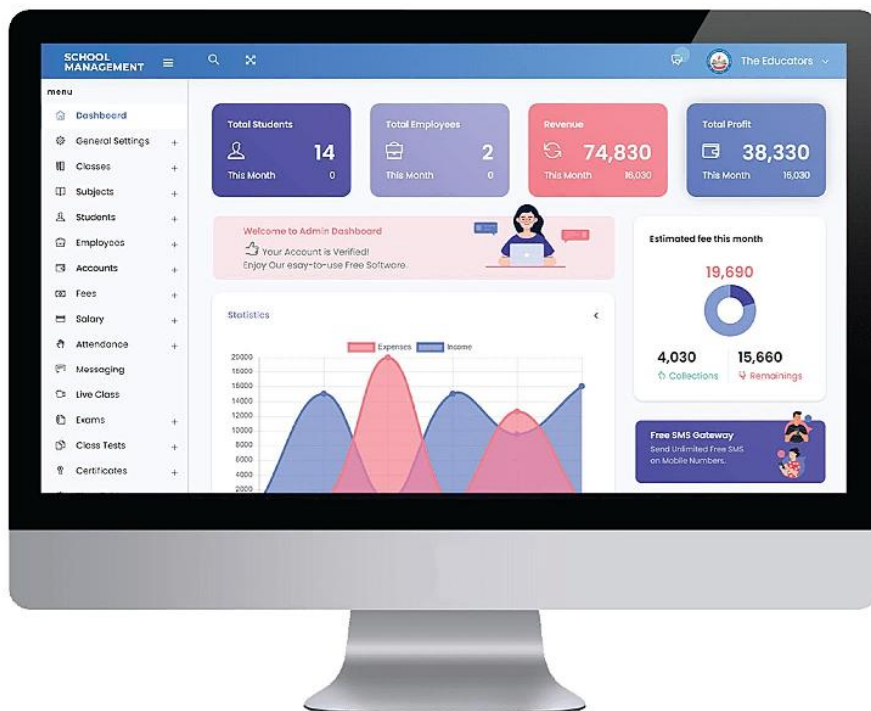 SCHOOL
MANAGEMENT
The Educators
menu
Dashboard
General Settings +
Classes +
Subjects +
Students +
Employees +
Accounts +
Fees +
Salary +
Attendance +
Messaging
Live Class
Exams +
Class Tests +
Certificates +
Total Students
14
This Month 0
Total Employees
2
This Month 0
Revenue
74,830
This Month 16,030
Total Profit
38,330
This Month 16,030
Welcome to Admin Dashboard
Your Account is Verified!
Enjoy Our esay-to-use Free Software.
Estimated fee this month
19,690
4,030 15,660
Collections Remainings
Statistics
Expenses Income
20000
18000
16000
14000
12000
10000
8000
6000
4000
2000
Free SMS Gateway
Send Unlimited Free SMS
on Mobile Numbers.